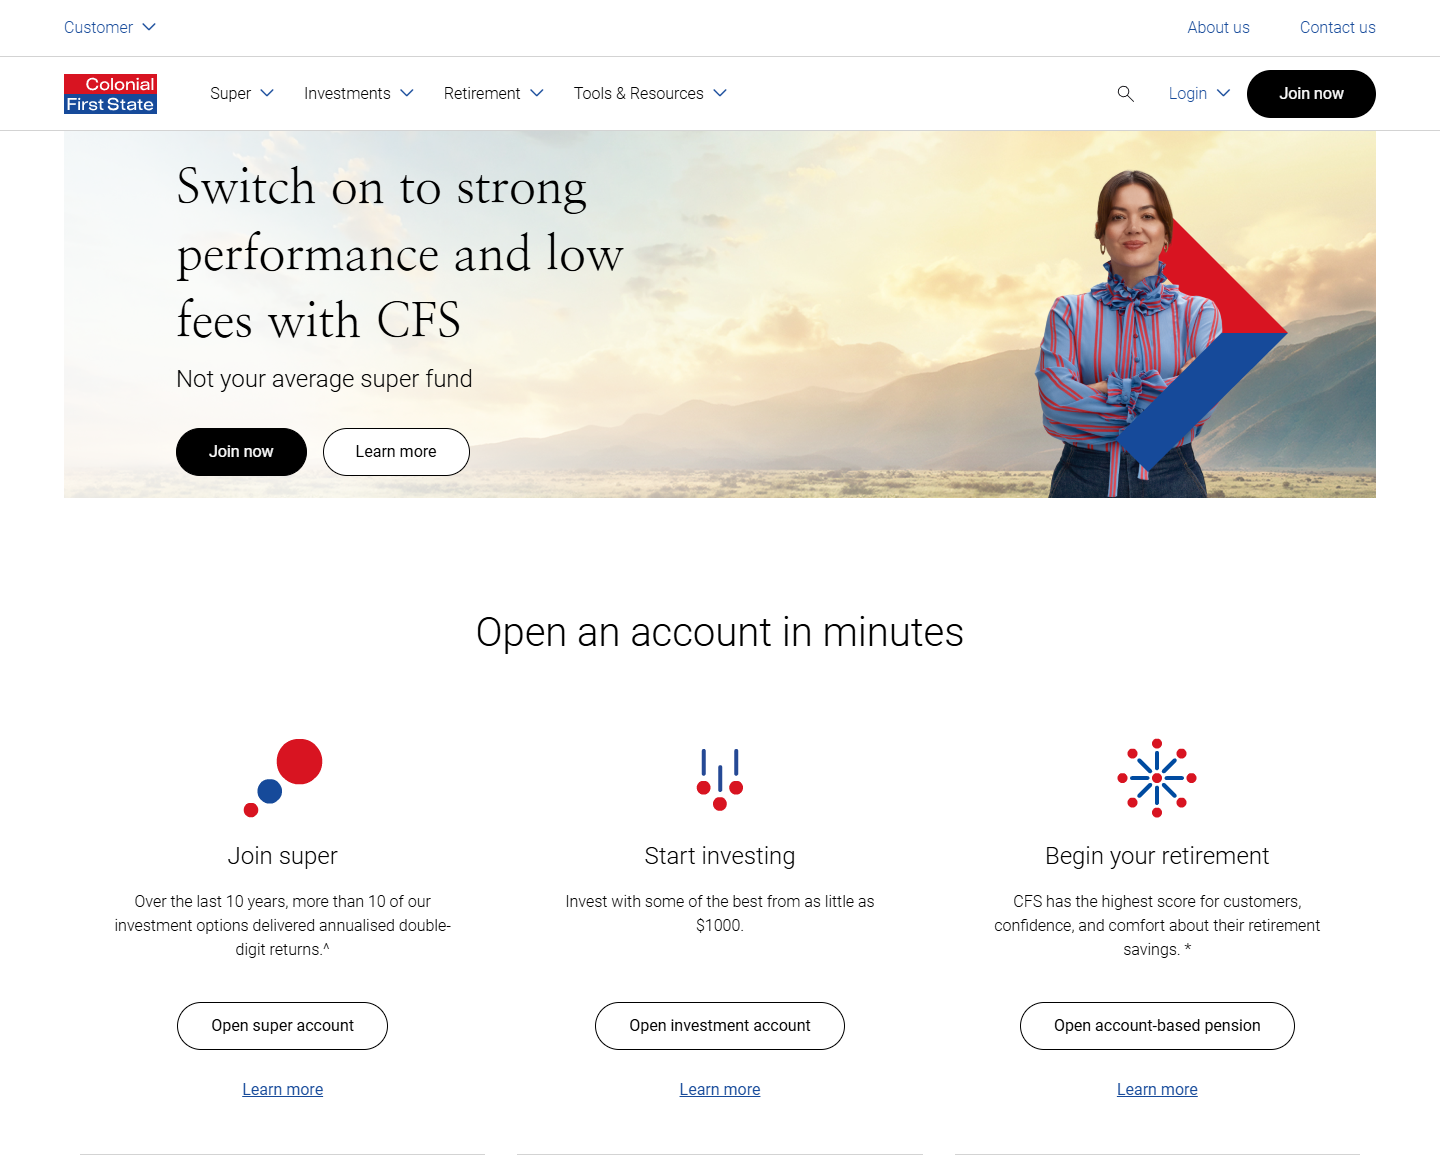 Customer
About us
Contact us
Colonial
First State
Super
Investments
Retirement
Tools & Resources
Login
Join now
Switch on to strong
performance and low
fees with CFS
Not your average super fund
Join now
Learn more
Open an account in minutes
Join super
Over the last 10 years, more than 10 of our
investment options delivered annualised double-
digit returns.^
Open super account
Learn more
Start investing
Invest with some of the best from as little as
$1000.
Open investment account
Learn more
Begin your retirement
CFS has the highest score for customers,
confidence, and comfort about their retirement
savings. *
Open account-based pension
Learn more